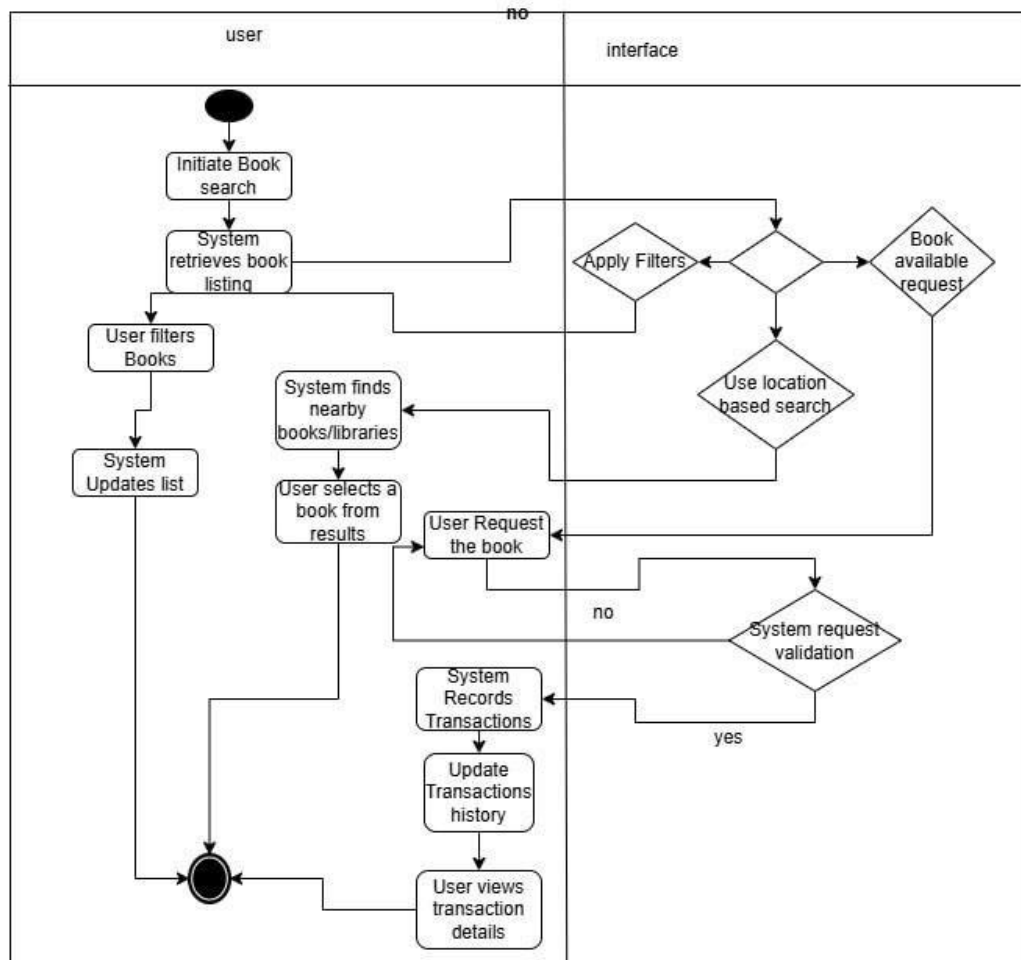 no
user
interface
Initiate Book
search
System
retrieves book
listing
Apply Filters
Book
available
request
User filters
Books
System finds
nearby
books/libraries
Use location
based search
System
Updates list
User selects a
book from
results
User Request
the book
no
System request
validation
System
Records
Transactions
yes
Update
Transactions
history
User views
transaction
details